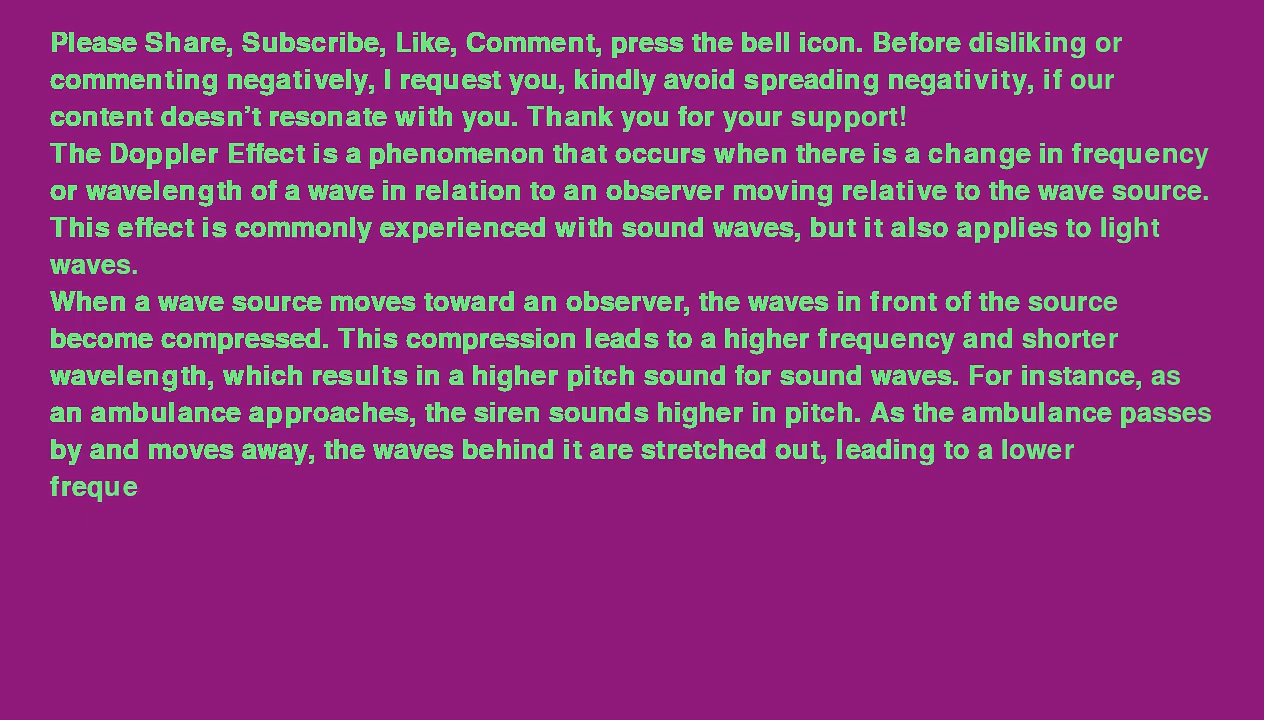 Please Share, Subscribe, Like, Comment, press the bell icon. Before disliking or
commenting negatively, I request you, kindly avoid spreading negativity, if our
content doesn’t resonate with you. Thank you for your support!
The Doppler Effect is a phenomenon that occurs when there is a change in frequency
or wavelength of a wave in relation to an observer moving relative to the wave source.
This effect is commonly experienced with sound waves, but it also applies to light
waves.
When a wave source moves toward an observer, the waves in front of the source
become compressed. This compression leads to a higher frequency and shorter
wavelength, which results in a higher pitch sound for sound waves. For instance, as
an ambulance approaches, the siren sounds higher in pitch. As the ambulance passes
by and moves away, the waves behind it are stretched out, leading to a lower
freque